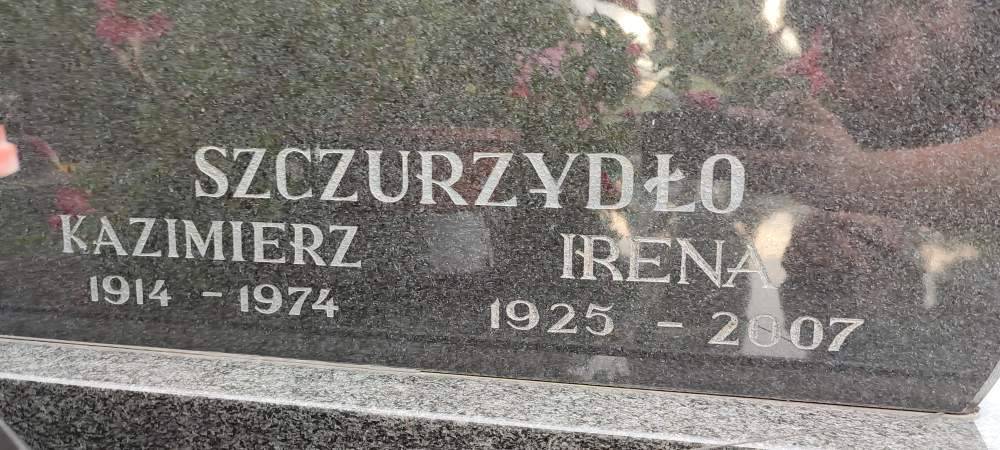 SZCZURZYDŁO
KAZIMIERZ IRENA
1914 - 1974 1925 - 2007